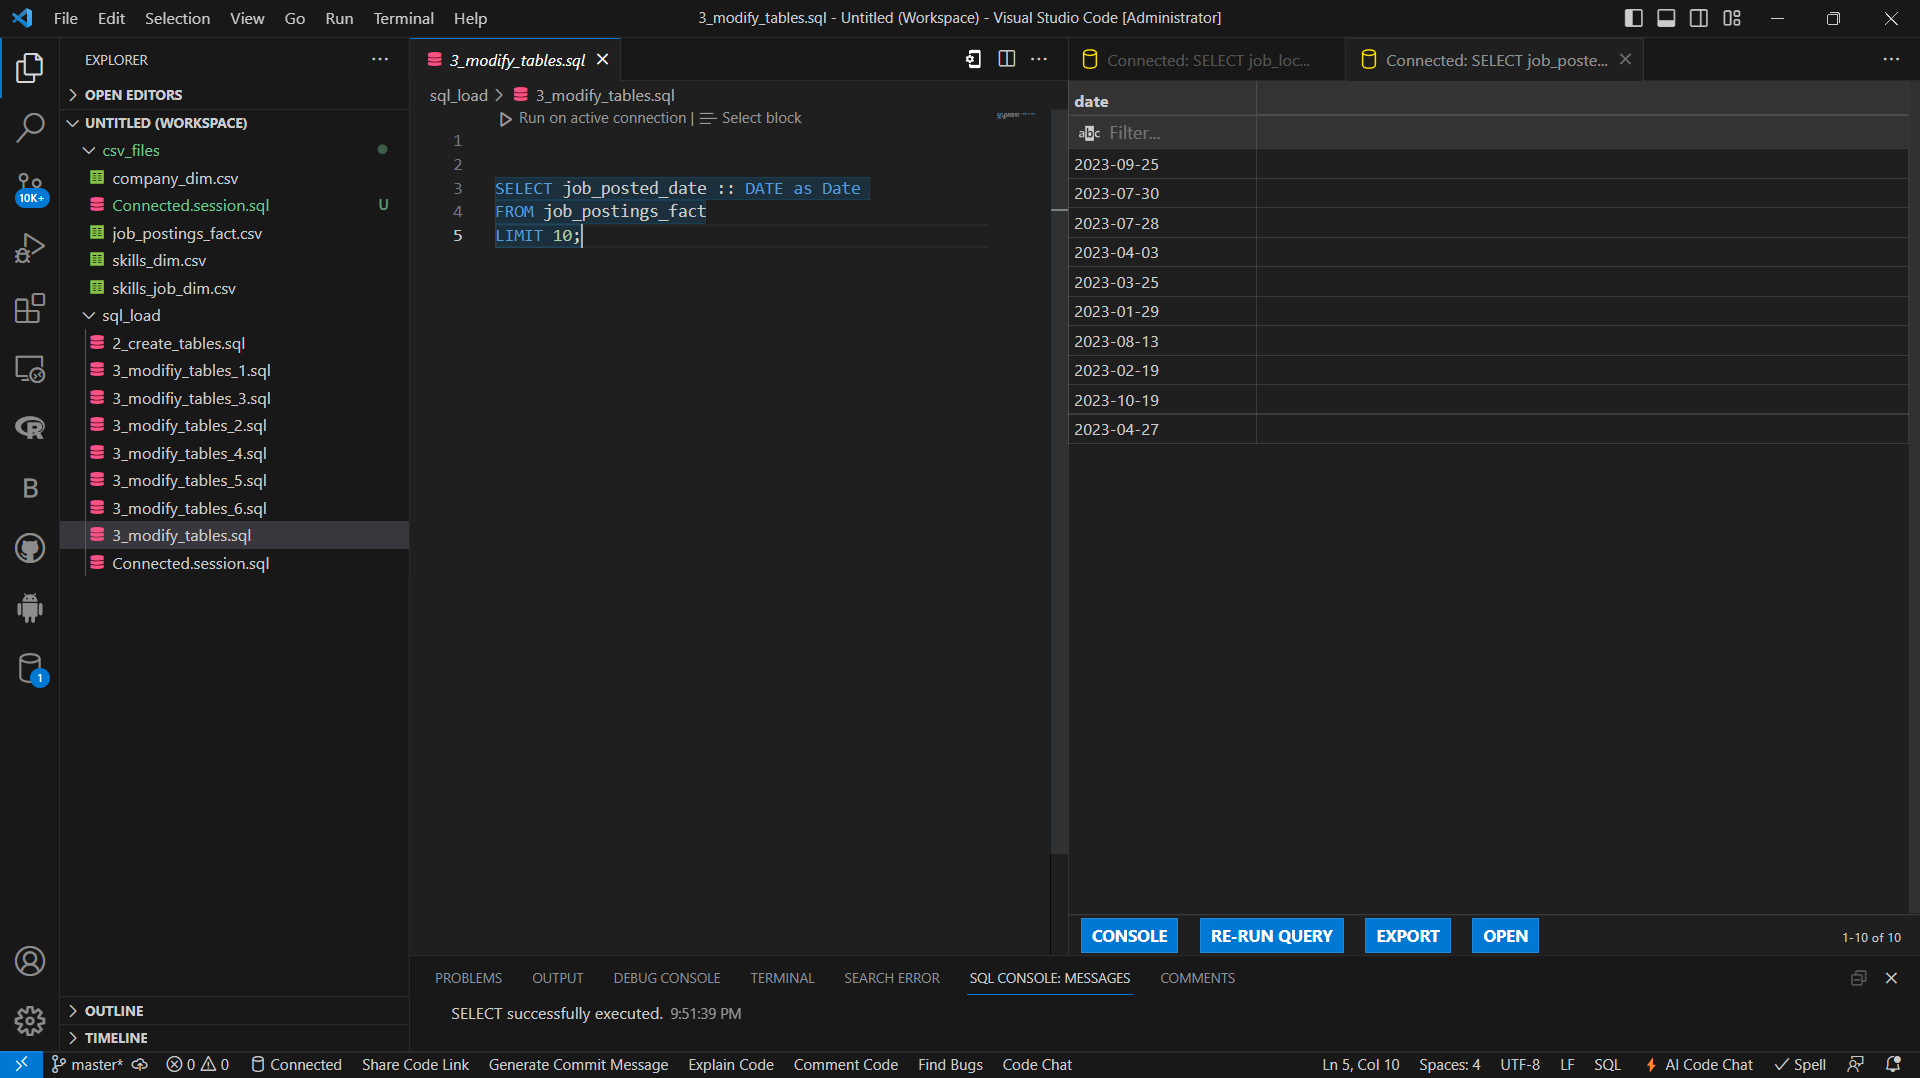 File Edit Selection View Go Run Terminal Help
3_modify_tables.sql - Untitled (Workspace) - Visual Studio Code [Administrator]
EXPLORER
OPEN EDITORS
UNTITLED (WORKSPACE)
csv_files
company_dim.csv
Connected.session.sql U
job_postings_fact.csv
skills_dim.csv
skills_job_dim.csv
sql_load
2_create_tables.sql
3_modifiy_tables_1.sql
3_modifiy_tables_3.sql
3_modify_tables_2.sql
3_modify_tables_4.sql
3_modify_tables_5.sql
3_modify_tables_6.sql
3_modify_tables.sql
Connected.session.sql
OUTLINE
TIMELINE
10K+
R
B
1
3_modify_tables.sql
sql_load > 3_modify_tables.sql
Run on active connection | Select block
1
2
3 SELECT job_posted_date :: DATE as Date
4 FROM job_postings_fact
5 LIMIT 10;
Connected: SELECT job_loc...
Connected: SELECT job_poste...
date
abc Filter...
2023-09-25
2023-07-30
2023-07-28
2023-04-03
2023-03-25
2023-01-29
2023-08-13
2023-02-19
2023-10-19
2023-04-27
CONSOLE RE-RUN QUERY EXPORT OPEN 1-10 of 10
PROBLEMS OUTPUT DEBUG CONSOLE TERMINAL SEARCH ERROR SQL CONSOLE: MESSAGES COMMENTS
SELECT successfully executed. 9:51:39 PM
master* 0 0 Connected Share Code Link Generate Commit Message Explain Code Comment Code Find Bugs Code Chat Ln 5, Col 10 Spaces: 4 UTF-8 LF SQL AI Code Chat Spell